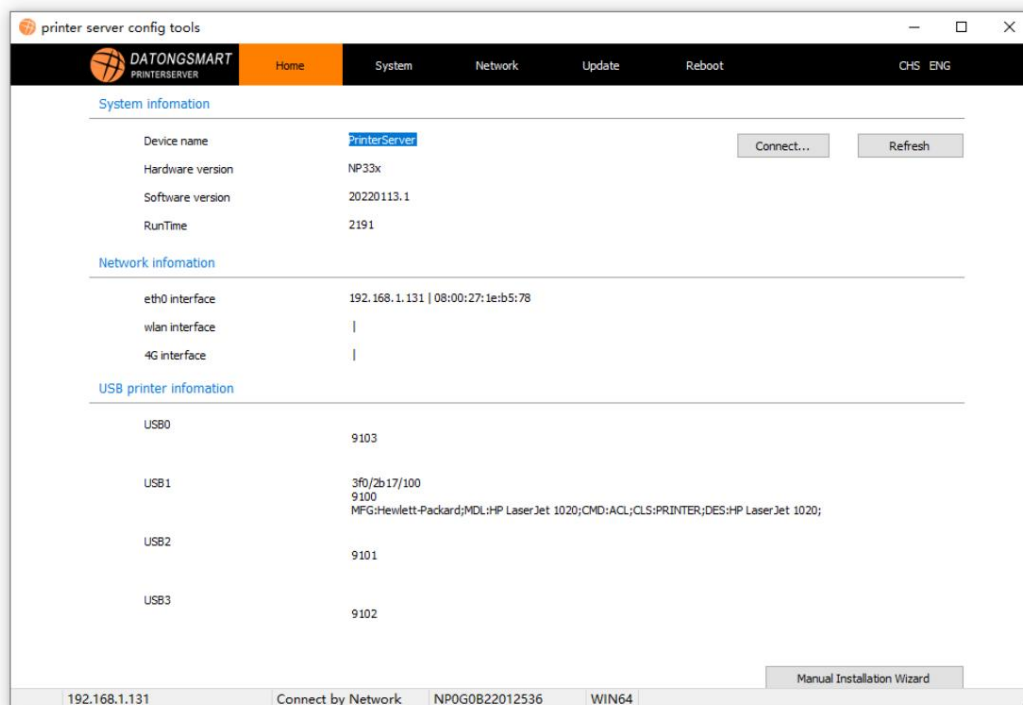 printer server config tools
DATONGSMART
PRINTERSERVER
Home System Network Update Reboot CHS ENG
System infomation
Device name PrinterServer Connect... Refresh
Hardware version NP33x
Software version 20220113.1
RunTime 2191
Network infomation
eth0 interface 192.168.1.131 | 08:00:27:1e:b5:78
wlan interface |
4G interface |
USB printer infomation
USB0
9103
USB1 3f0/2b17/100
9100
MFG:Hewlett-Packard;MDL:HP LaserJet 1020;CMD:ACL;CLS:PRINTER;DES:HP LaserJet 1020;
USB2
9101
USB3
9102
Manual Installation Wizard
192.168.1.131 Connect by Network NP0G0B22012536 WIN64